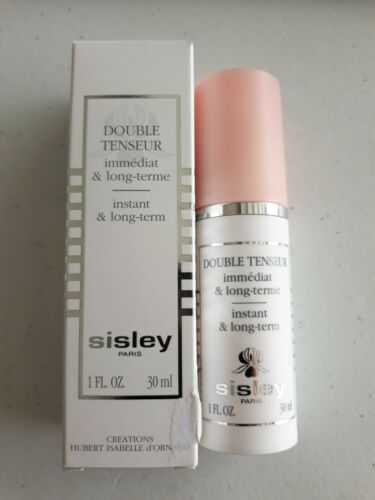 DOUBLE
TENSEUR
immédiat
& long-terme
instant
& long-term
sisley
PARIS
1 FL. OZ. 30 ml
CREATIONS
HUBERT ISABELLE d'ORNA
DOUBLE TENSEUR
immédiat
& long-terme
instant
& long-term
sisley
PARIS
1 FL. OZ. 30 ml